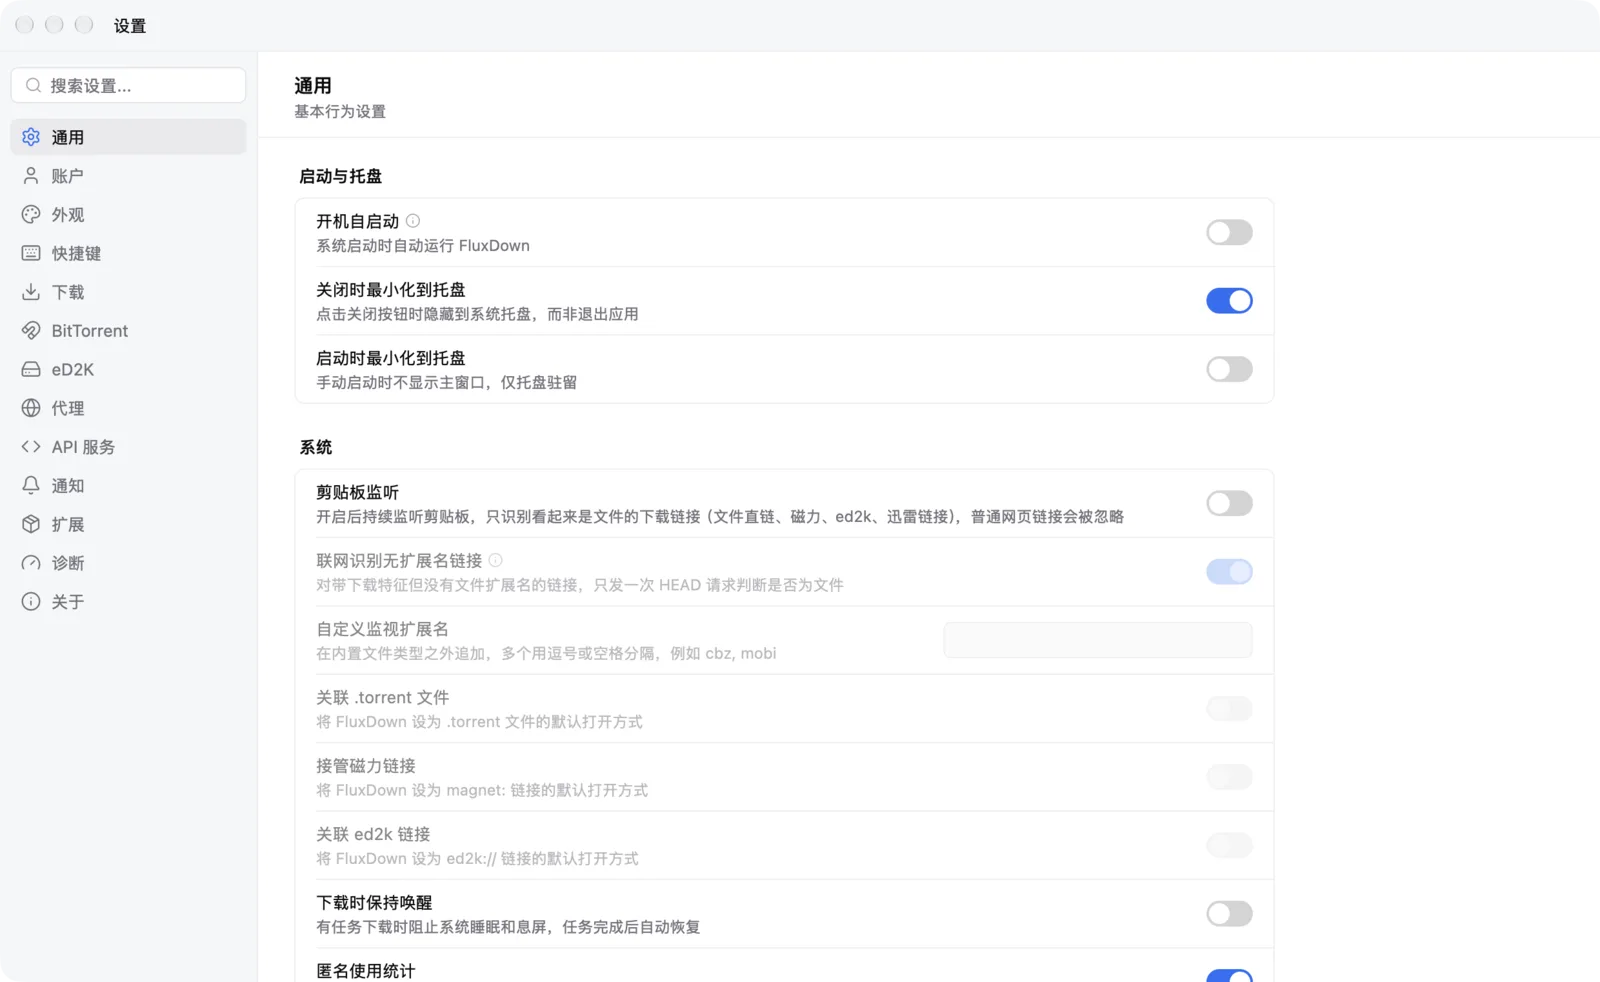 设置
搜索设置...
通用
账户
外观
快捷键
下载
BitTorrent
eD2K
代理
API 服务
通知
扩展
诊断
关于
通用
基本行为设置
启动与托盘
开机自启动
系统启动时自动运行 FluxDown
关闭时最小化到托盘
点击关闭按钮时隐藏到系统托盘，而非退出应用
启动时最小化到托盘
手动启动时不显示主窗口，仅托盘驻留
系统
剪贴板监听
开启后持续监听剪贴板，只识别看起来是文件的下载链接（文件直链、磁力、ed2k、迅雷链接），普通网页链接会被忽略
联网识别无扩展名链接
对带下载特征但没有文件扩展名的链接，只发一次 HEAD 请求判断是否为文件
自定义监视扩展名
在内置文件类型之外追加，多个用逗号或空格分隔，例如 cbz, mobi
关联 .torrent 文件
将 FluxDown 设为 .torrent 文件的默认打开方式
接管磁力链接
将 FluxDown 设为 magnet: 链接的默认打开方式
关联 ed2k 链接
将 FluxDown 设为 ed2k:// 链接的默认打开方式
下载时保持唤醒
有任务下载时阻止系统睡眠和息屏，任务完成后自动恢复
匿名使用统计